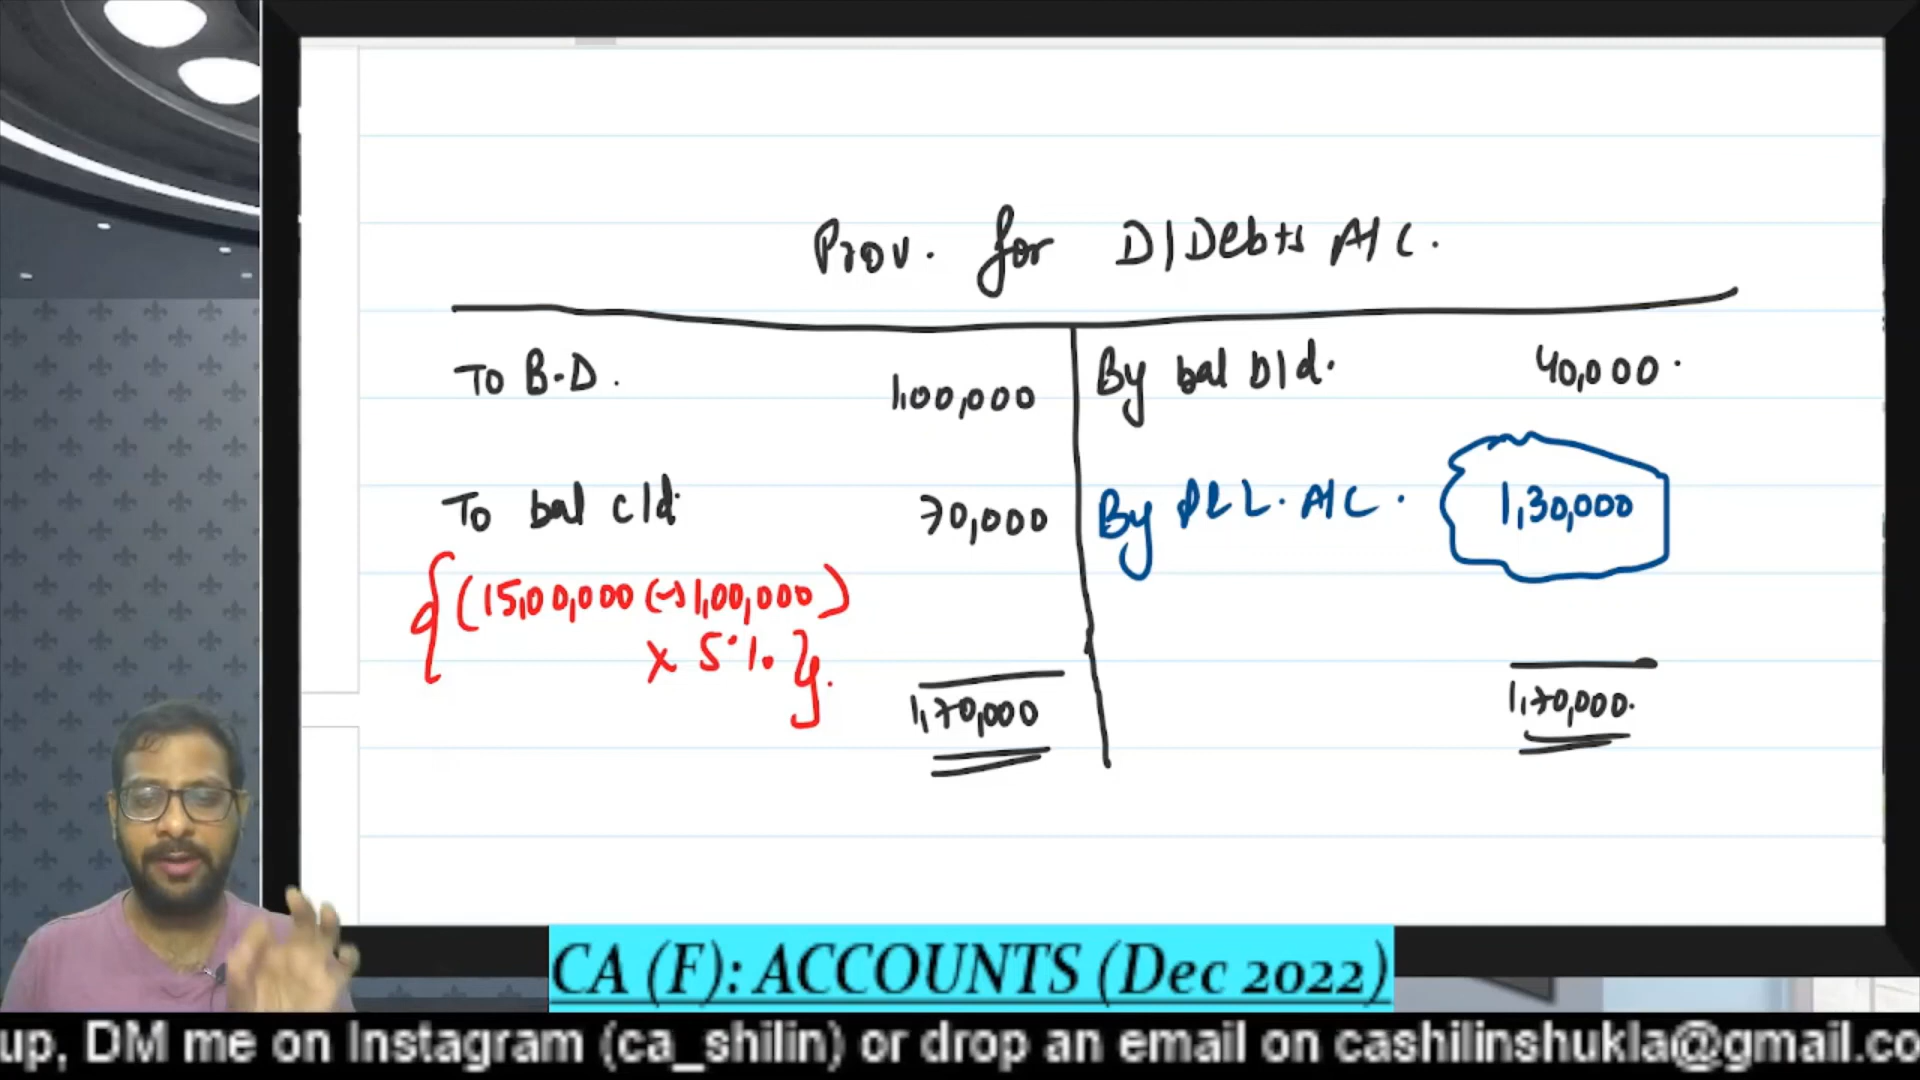 Prov. for D/Debts A/C.
To B.D. 1,00,000 By bal b/d. 40,000.
To bal c/d. 70,000 By P&L. A/C. 1,30,000
{(15,00,000 (-) 1,00,000)
x 5%}.
1,70,000 1,70,000.
CA (F): ACCOUNTS (Dec 2022)
up, DM me on Instagram (ca_shilin) or drop an email on cashilinshukla@gmail.co